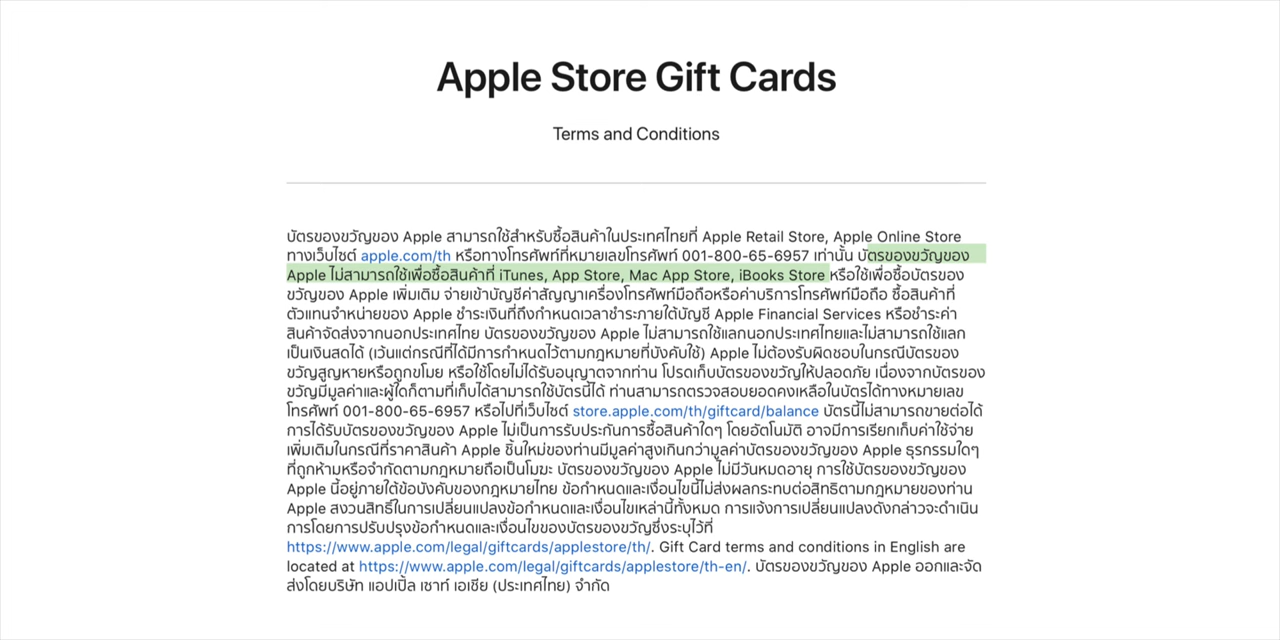 Apple Store Gift Cards
Terms and Conditions
บัตรของขวัญของ Apple สามารถใช้สำหรับซื้อสินค้าในประเทศไทยที่ Apple Retail Store, Apple Online Store
ทางเว็บไซต์ apple.com/th หรือทางโทรศัพท์ที่หมายเลขโทรศัพท์ 001-800-65-6957 เท่านั้น บัตรของขวัญของ
Apple ไม่สามารถใช้เพื่อซื้อสินค้าที่ iTunes, App Store, Mac App Store, iBooks Store หรือใช้เพื่อซื้อบัตรของ
ขวัญของ Apple เพิ่มเติม จ่ายเข้าบัญชีค่าสัญญาเครื่องโทรศัพท์มือถือหรือค่าบริการโทรศัพท์มือถือ ซื้อสินค้าที่
ตัวแทนจำหน่ายของ Apple ชำระเงินที่ถึงกำหนดเวลาชำระภายใต้บัญชี Apple Financial Services หรือชำระค่า
สินค้าจัดส่งจากนอกประเทศไทย บัตรของขวัญของ Apple ไม่สามารถใช้แลกนอกประเทศไทยและไม่สามารถใช้แลก
เป็นเงินสดได้ (เว้นแต่กรณีที่ได้มีการกำหนดไว้ตามกฎหมายที่บังคับใช้) Apple ไม่ต้องรับผิดชอบในกรณีบัตรของ
ขวัญสูญหายหรือถูกขโมย หรือใช้โดยไม่ได้รับอนุญาตจากท่าน โปรดเก็บบัตรของขวัญให้ปลอดภัย เนื่องจากบัตรของ
ขวัญมีมูลค่าและผู้ใดก็ตามที่เก็บได้สามารถใช้บัตรนี้ได้ ท่านสามารถตรวจสอบยอดคงเหลือในบัตรได้ทางหมายเลข
โทรศัพท์ 001-800-65-6957 หรือไปที่เว็บไซต์ store.apple.com/th/giftcard/balance บัตรนี้ไม่สามารถขายต่อได้
การได้รับบัตรของขวัญของ Apple ไม่เป็นการรับประกันการซื้อสินค้าใดๆ โดยอัตโนมัติ อาจมีการเรียกเก็บค่าใช้จ่าย
เพิ่มเติมในกรณีที่ราคาสินค้า Apple ชิ้นใหม่ของท่านมีมูลค่าสูงเกินกว่ามูลค่าบัตรของขวัญของ Apple ธุรกรรมใดๆ
ที่ถูกห้ามหรือจำกัดตามกฎหมายถือเป็นโมฆะ บัตรของขวัญของ Apple ไม่มีวันหมดอายุ การใช้บัตรของขวัญของ
Apple นี้อยู่ภายใต้ข้อบังคับของกฎหมายไทย ข้อกำหนดและเงื่อนไขนี้ไม่ส่งผลกระทบต่อสิทธิตามกฎหมายของท่าน
Apple สงวนสิทธิ์ในการเปลี่ยนแปลงข้อกำหนดและเงื่อนไขเหล่านี้ทั้งหมด การแจ้งการเปลี่ยนแปลงดังกล่าวจะดำเนิน
การโดยการปรับปรุงข้อกำหนดและเงื่อนไขของบัตรของขวัญซึ่งระบุไว้ที่
https://www.apple.com/legal/giftcards/applestore/th/. Gift Card terms and conditions in English are
located at https://www.apple.com/legal/giftcards/applestore/th-en/. บัตรของขวัญของ Apple ออกและจัด
ส่งโดยบริษัท แอปเปิ้ล เซาท์ เอเชีย (ประเทศไทย) จำกัด